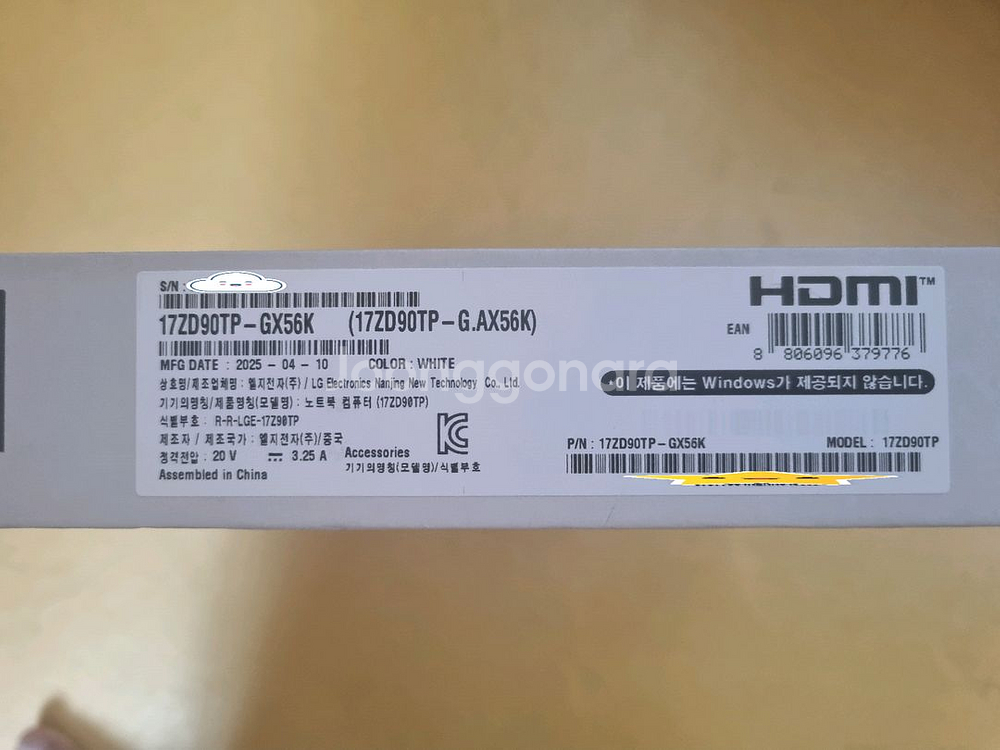 S/N :
17ZD90TP-GX56K (17ZD90TP-G.AX56K)
MFG DATE : 2025 - 04 - 10 COLOR : WHITE
상호명/제조업체명 : 엘지전자(주) / LG Electronics Nanjing New Technology Co., Ltd.
기기의명칭/제품명칭(모델명) : 노트북 컴퓨터 (17ZD90TP)
식별부호 : R-R-LGE-17Z90TP
제조자 / 제조국가 : 엘지전자(주)/중국
정격전압 : 20 V ⎓ 3.25 A
Assembled in China
Accessories
기기의명칭(모델명)/식별부호
HDMI™
EAN
8 806096 379776
•이 제품에는 Windows가 제공되지 않습니다.
P/N : 17ZD90TP-GX56K MODEL : 17ZD90TP
Joonggonara